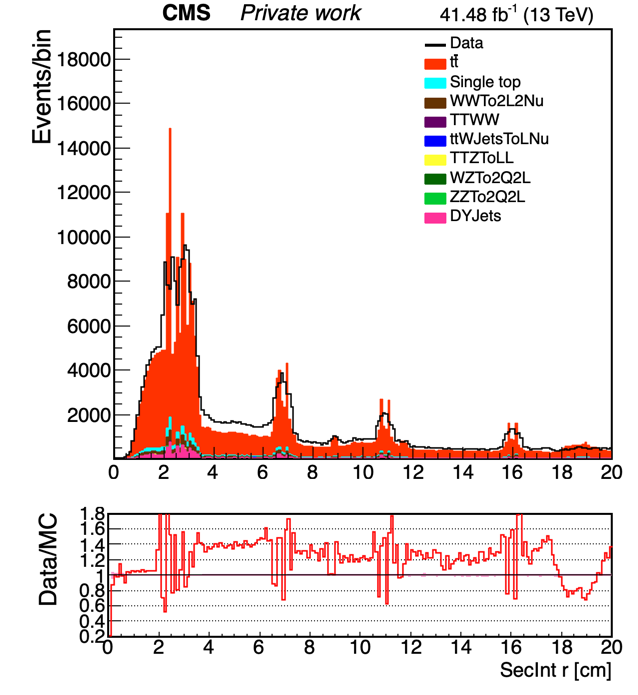 CMS Private work 41.48 fb⁻¹ (13 TeV)
Events/bin
18000
16000
14000
12000
10000
8000
6000
4000
2000
Data
tt̄
Single top
WWTo2L2Nu
TTWW
ttWJetsToLNu
TTZToLL
WZTo2Q2L
ZZTo2Q2L
DYJets
0 2 4 6 8 10 12 14 16 18 20
Data/MC
1.8
1.6
1.4
1.2
1
0.8
0.6
0.4
0.2
0 2 4 6 8 10 12 14 16 18 20
SecInt r [cm]